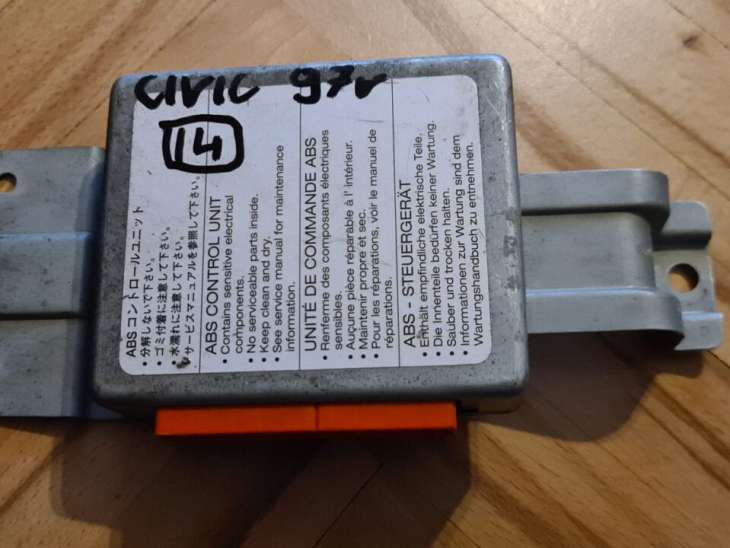 CIVIC 97r
14
ABSコントロールユニット
• 分解しないで下さい。
• ゴミ付着に注意して下さい。
• 水濡れに注意して下さい。
• サービスマニュアルを参照して下さい。
ABS CONTROL UNIT
• Contains sensitive electrical
components.
• No serviceable parts inside.
• Keep clean and dry.
• See service manual for maintenance
information.
UNITÉ DE COMMANDE ABS
• Renferme des composants électriques
sensibles.
• Aucune pièce réparable à l' intérieur.
• Maintenir propre et sec.
• Pour les réparations, voir le manuel de
réparations.
ABS - STEUERGERÄT
• Enthält empfindliche elektrische Teile,
• Die innenteile bedürfen keiner Wartung.
• Sauber und trocken halten.
• Informationen zur Wartung sind dem
Wartungshandbuch zu entnehmen.